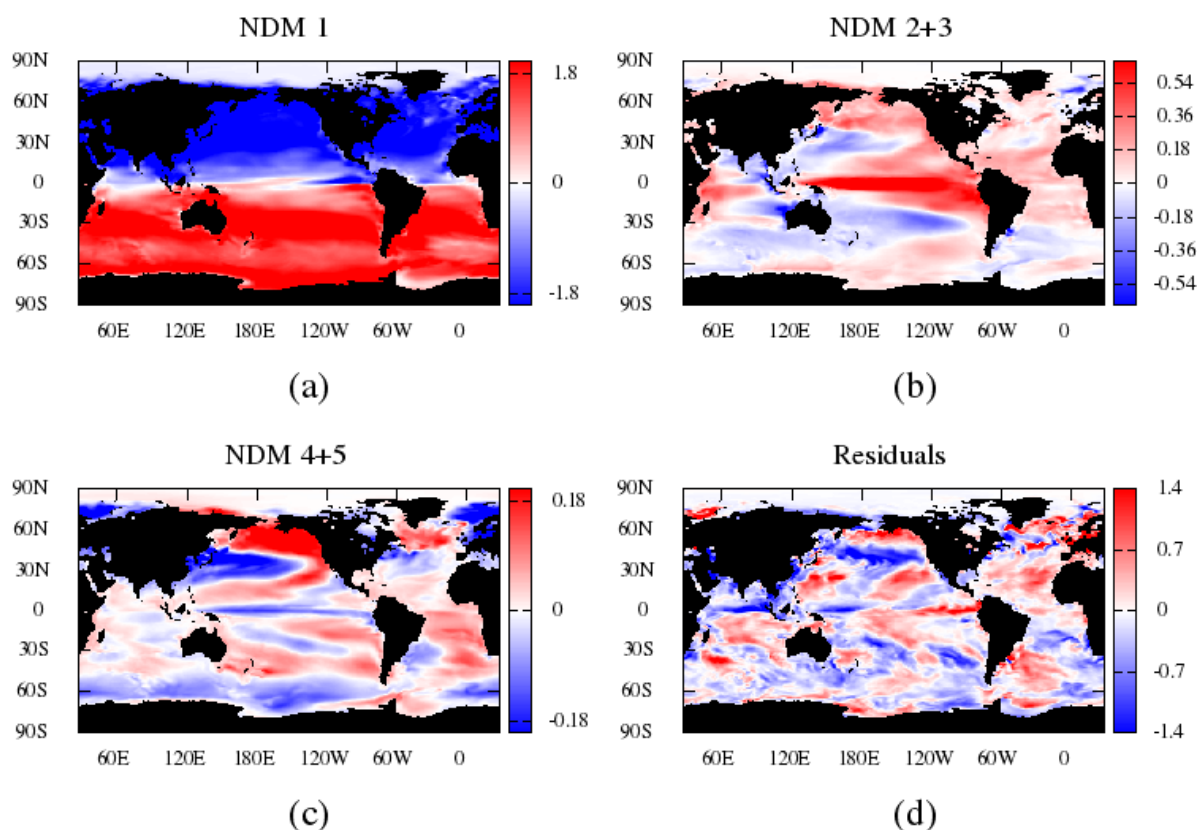 NDM 1
90N
60N
30N
0
30S
60S
90S
60E 120E 180E 120W 60W 0
1.8
0
-1.8
(a)
NDM 2+3
90N
60N
30N
0
30S
60S
90S
60E 120E 180E 120W 60W 0
0.54
0.36
0.18
0
-0.18
-0.36
-0.54
(b)
NDM 4+5
90N
60N
30N
0
30S
60S
90S
60E 120E 180E 120W 60W 0
0.18
0
-0.18
(c)
Residuals
90N
60N
30N
0
30S
60S
90S
60E 120E 180E 120W 60W 0
1.4
0.7
0
-0.7
-1.4
(d)